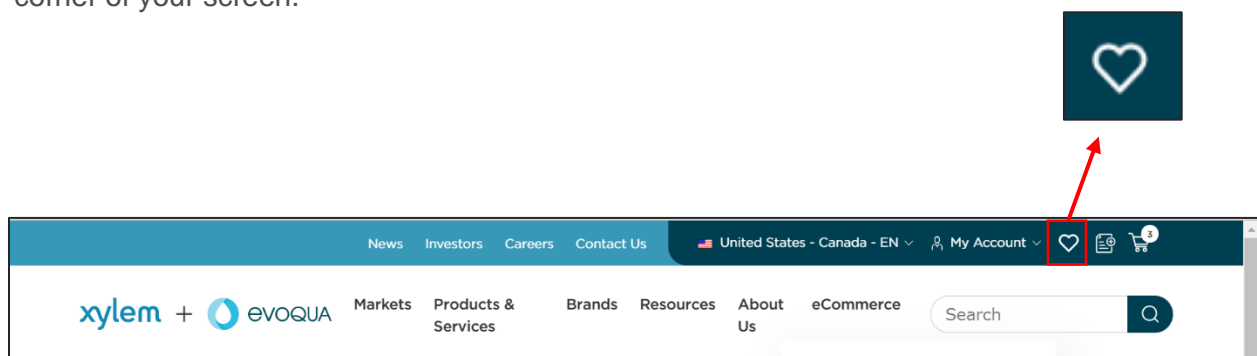 corner of your screen.
News Investors Careers Contact Us United States - Canada - EN My Account 3
xylem + evoqua Markets Products & Services Brands Resources About Us eCommerce Search